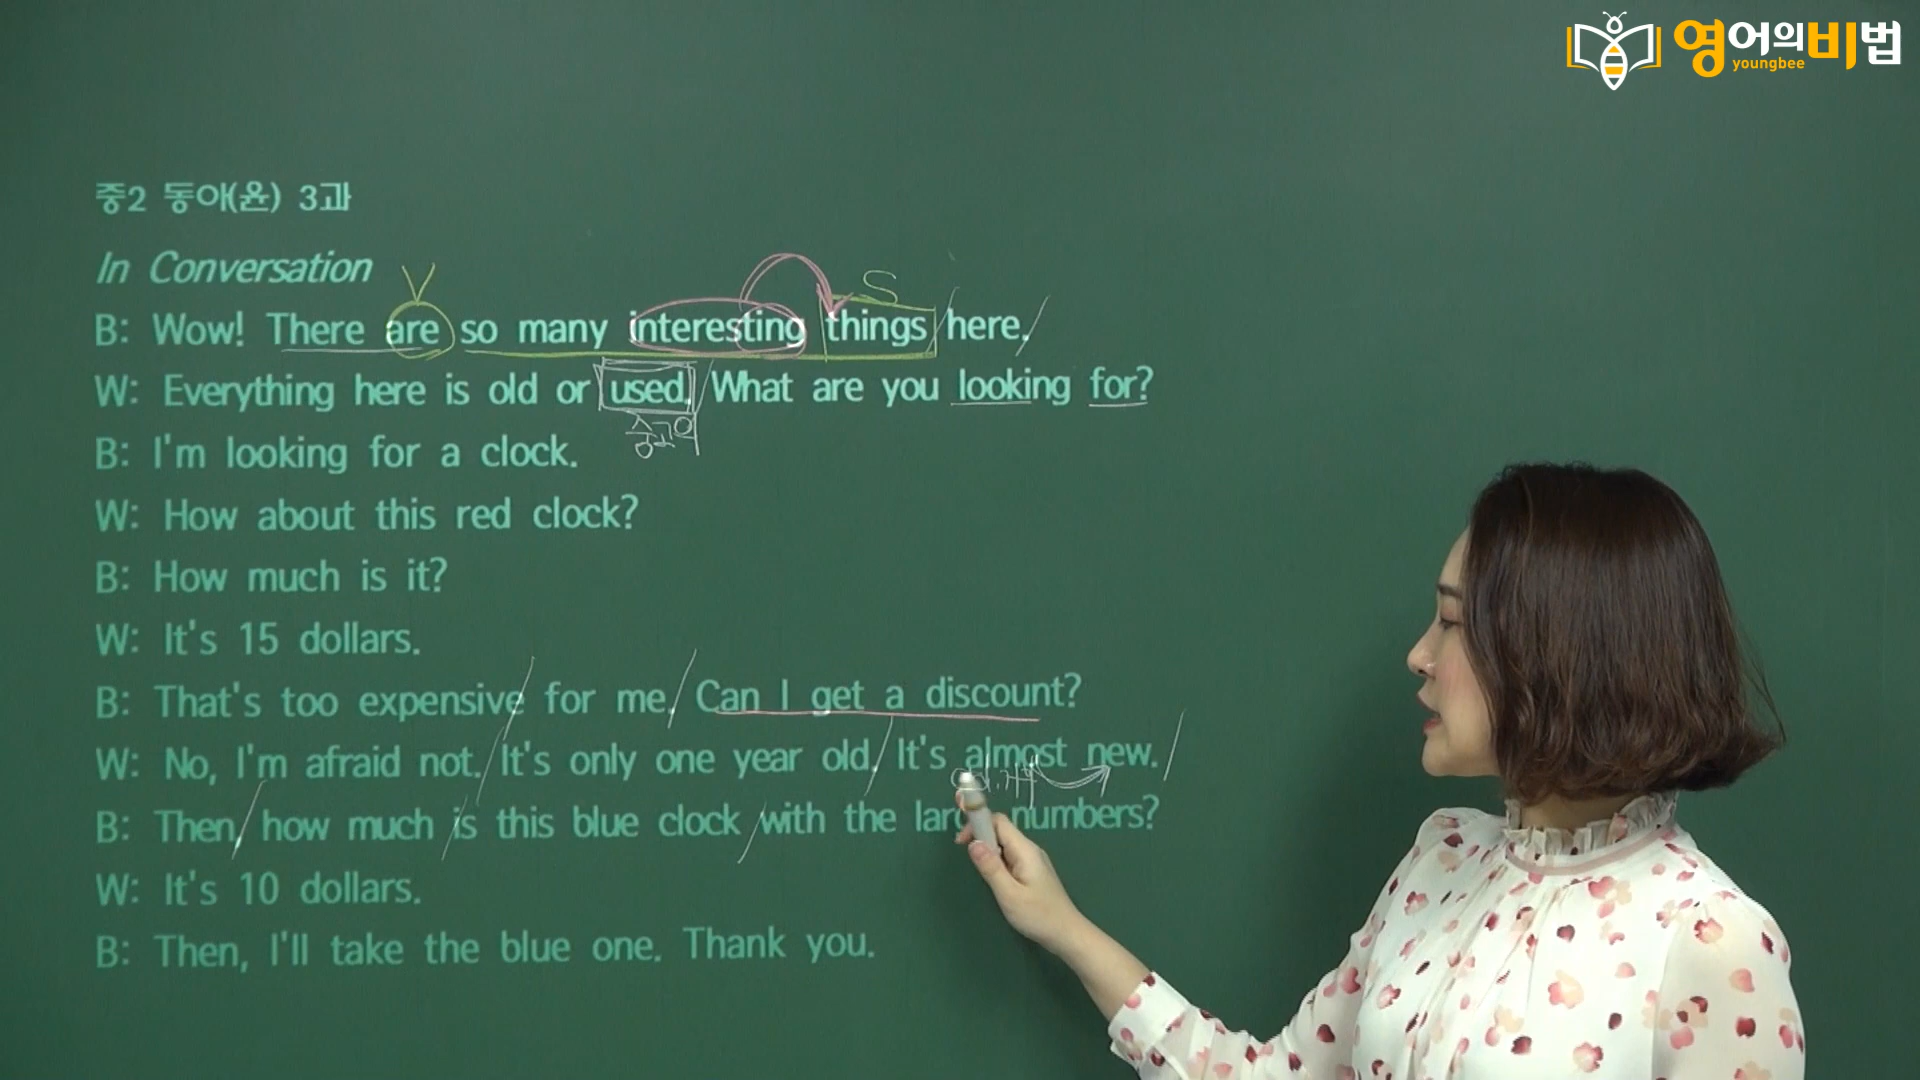 영어의비법
youngbee
중2 동아(윤) 3과
In Conversation
V
S
B: Wow! There are so many interesting things here.
W: Everything here is old or used. What are you looking for?
중고의
B: I'm looking for a clock.
W: How about this red clock?
B: How much is it?
W: It's 15 dollars.
B: That's too expensive for me. Can I get a discount?
W: No, I'm afraid not. It's only one year old. It's almost new.
B: Then, how much is this blue clock with the numbers?
W: It's 10 dollars.
B: Then, I'll take the blue one. Thank you.